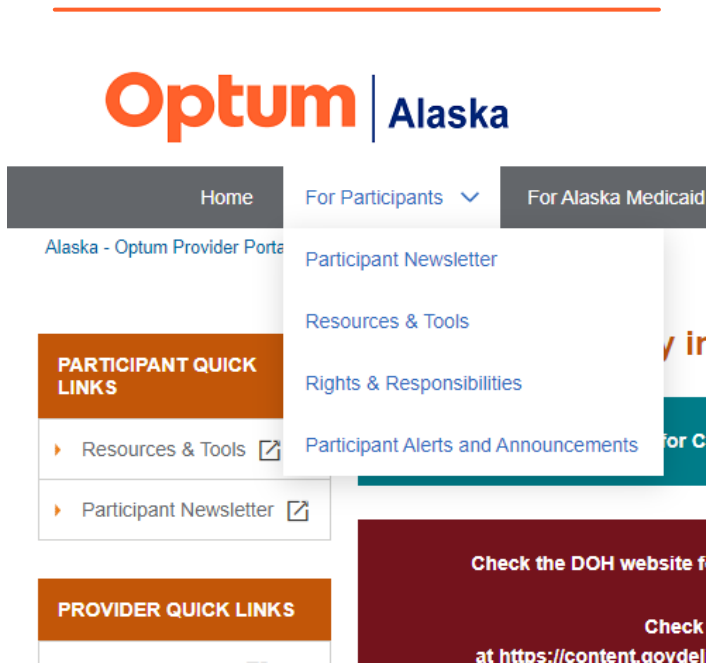 Optum Alaska
Home For Participants For Alaska Medicaid
Alaska - Optum Provider
Participant Newsletter
Resources & Tools
Rights & Responsibilities
Participant Alerts and Announcements
PARTICIPANT QUICK
LINKS
Resources & Tools
Participant Newsletter
PROVIDER QUICK LINKS
for
Check the DOH website
Check
at https://content.govdel